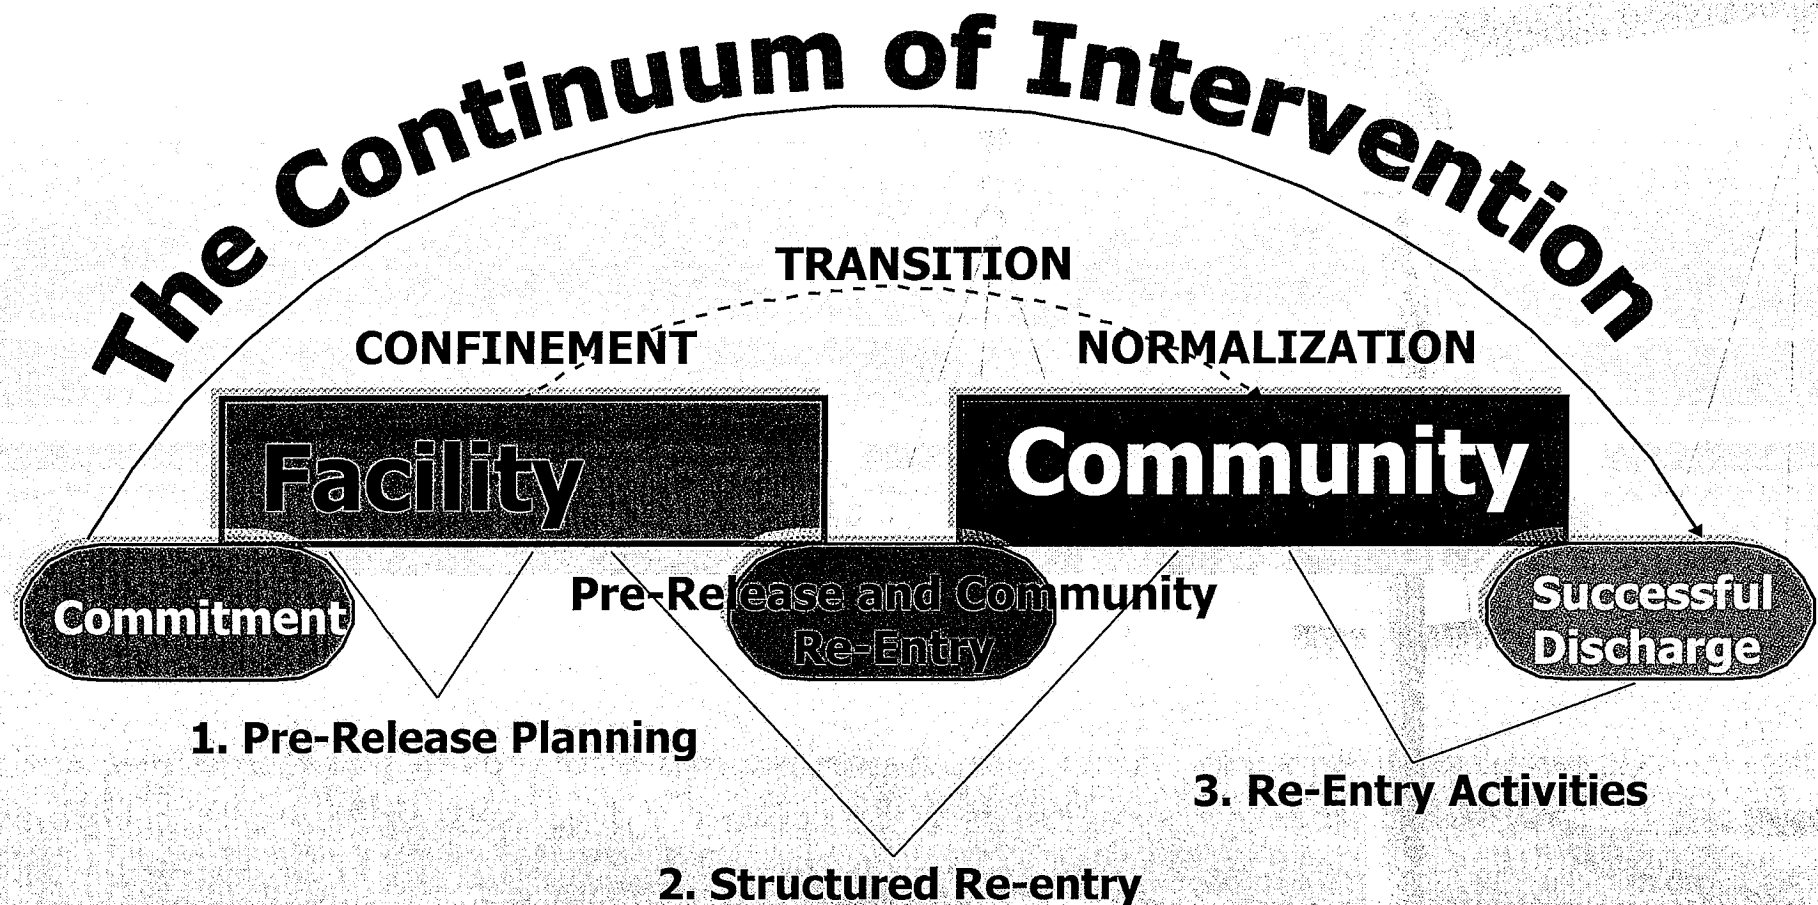 The Continuum of Intervention
TRANSITION
CONFINEMENT
NORMALIZATION
Facility
Community
Commitment
Pre-Release and Community
Re-Entry
Successful
Discharge
1. Pre-Release Planning
3. Re-Entry Activities
2. Structured Re-entry